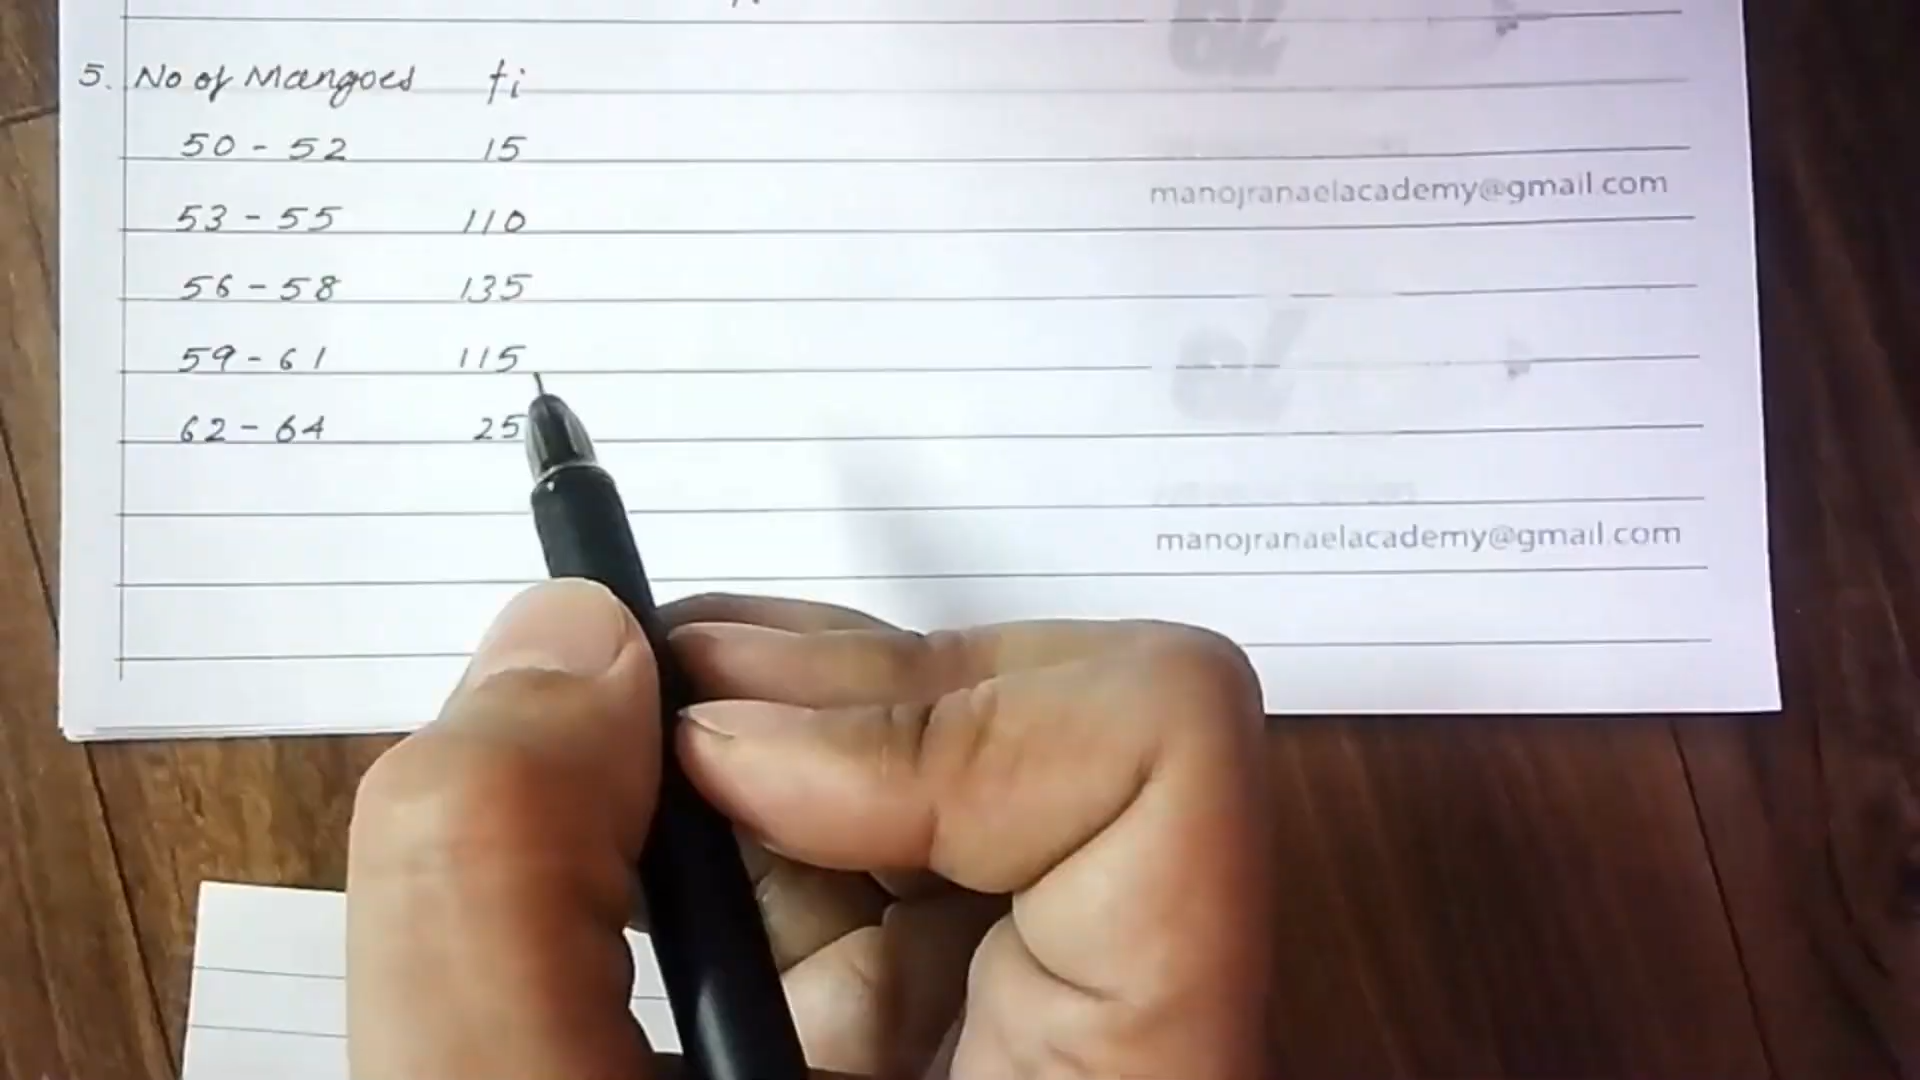 5. No of Mangoes fi
50 - 52 15
manojranaelacademy@gmail.com
53 - 55 110
56 - 58 135
59 - 61 115
62 - 64 25
manojranaelacademy@gmail.com